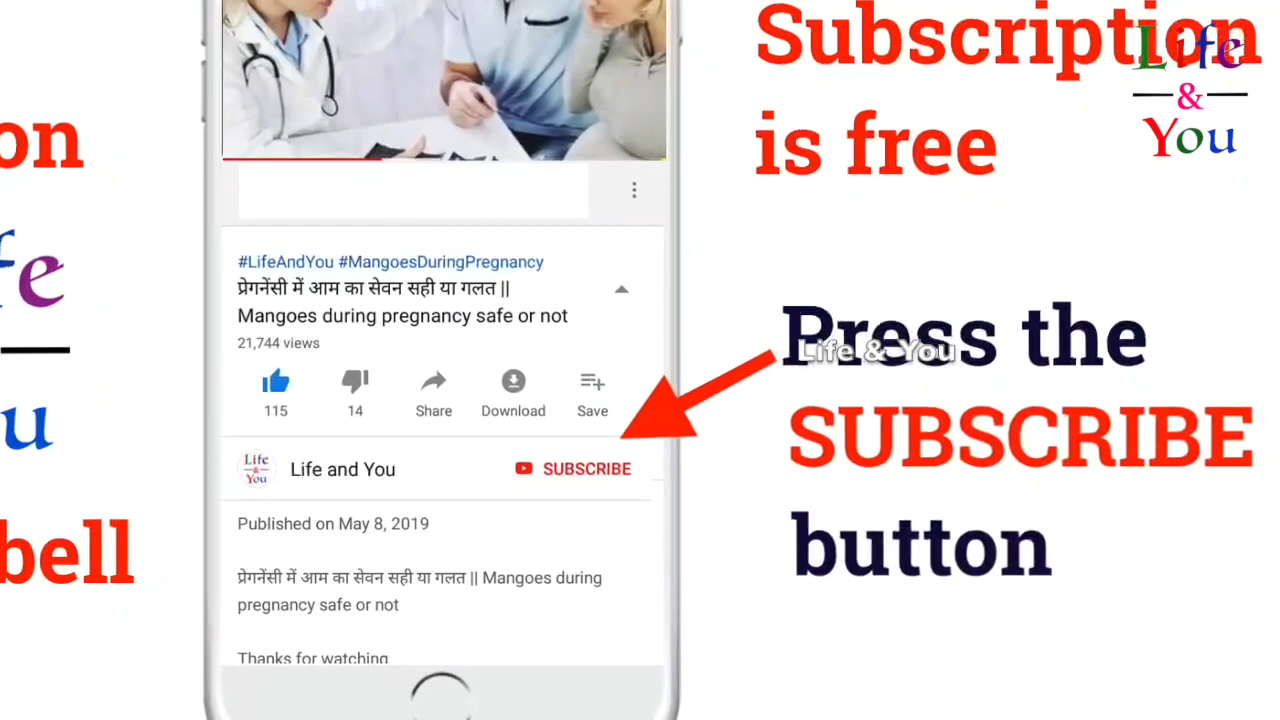 on
fe
u
bell
#LifeAndYou #MangoesDuringPregnancy
प्रेगनेंसी में आम का सेवन सही या गलत ||
Mangoes during pregnancy safe or not
21,744 views
115
14
Share
Download
Save
Life
&
You
Life and You
SUBSCRIBE
Published on May 8, 2019
प्रेगनेंसी में आम का सेवन सही या गलत || Mangoes during
pregnancy safe or not
Thanks for watching
Subscription
is free
Life
&
You
Press the
Life & You
SUBSCRIBE
button